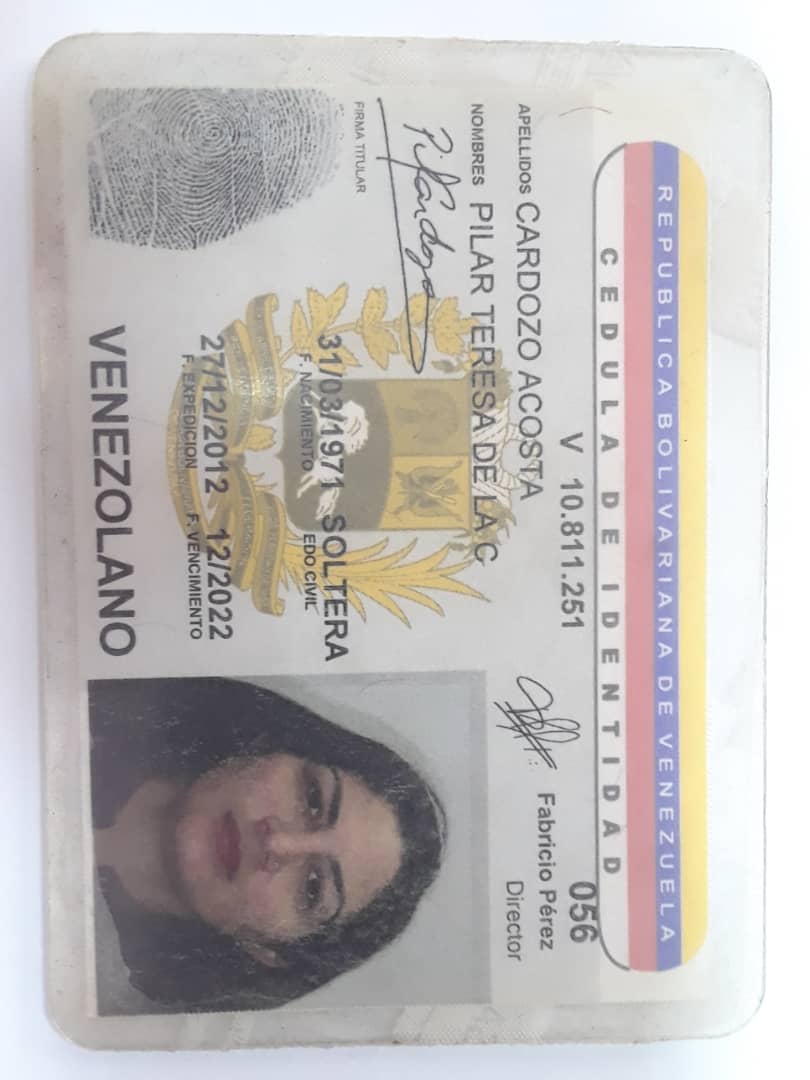 REPUBLICA BOLIVARIANA DE VENEZUELA
CEDULA DE IDENTIDAD
V 10.811.251
056
APELLIDOS CARDOZO ACOSTA
Fabricio Pérez
Director
NOMBRES PILAR TERESA DE LA C
FIRMA TITULAR
31/03/1971 SOLTERA
F. NACIMIENTO EDO CIVIL
27/12/2012 12/2022
F. EXPEDICION F. VENCIMIENTO
VENEZOLANO